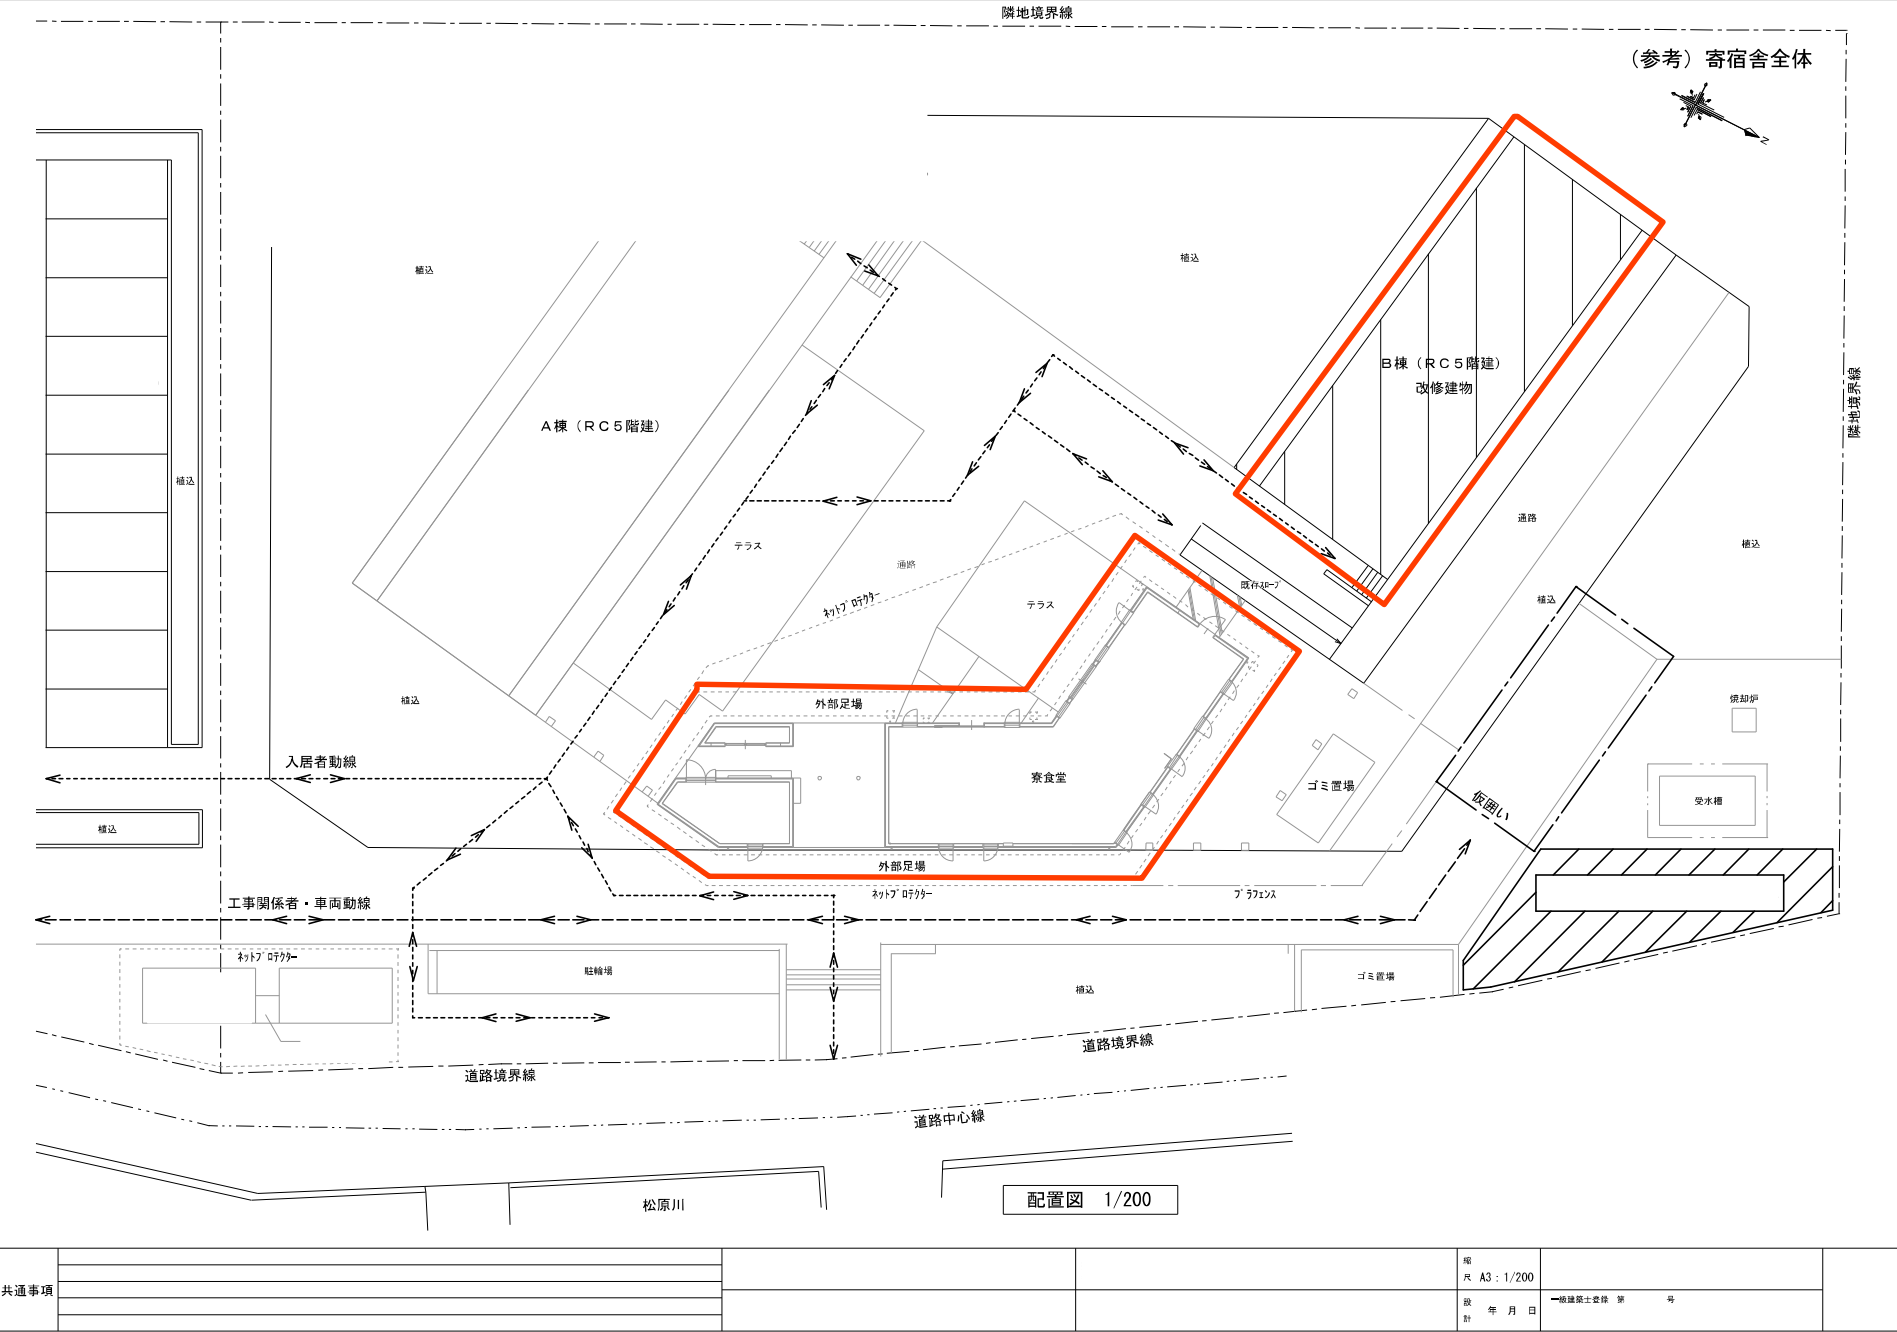 隣地境界線
（参考）寄宿舎全体
N
植込
植込
隣地境界線
B棟（RC５階建）
改修建物
A棟（RC５階建）
植込
通路
植込
テラス
通路
既存スロープ
植込
ネットプロテクター
テラス
植込
外部足場
焼却炉
入居者動線
寮食堂
ゴミ置場
仮囲い
受水槽
植込
外部足場
ネットプロテクター
プラフェンス
工事関係者・車両動線
ネットプロテクター
駐輪場
植込
ゴミ置場
道路境界線
道路境界線
道路中心線
松原川
配置図　1/200
共通事項
縮尺 A3：1/200
設計 年 月 日
一級建築士登録　第　　　　号